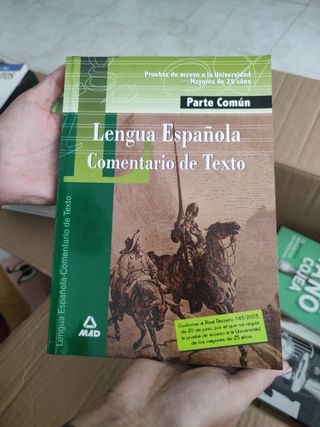 Pruebas de acceso a la Universidad
para Mayores de 25 años
Parte Común
L
Lengua Española
Comentario de Texto
Lengua Española-Comentario de Texto
MAD
Conforme al Real Decreto 743/2003,
de 20 de junio, por el que se regula
la prueba de acceso a la Universidad
de los mayores de 25 años.